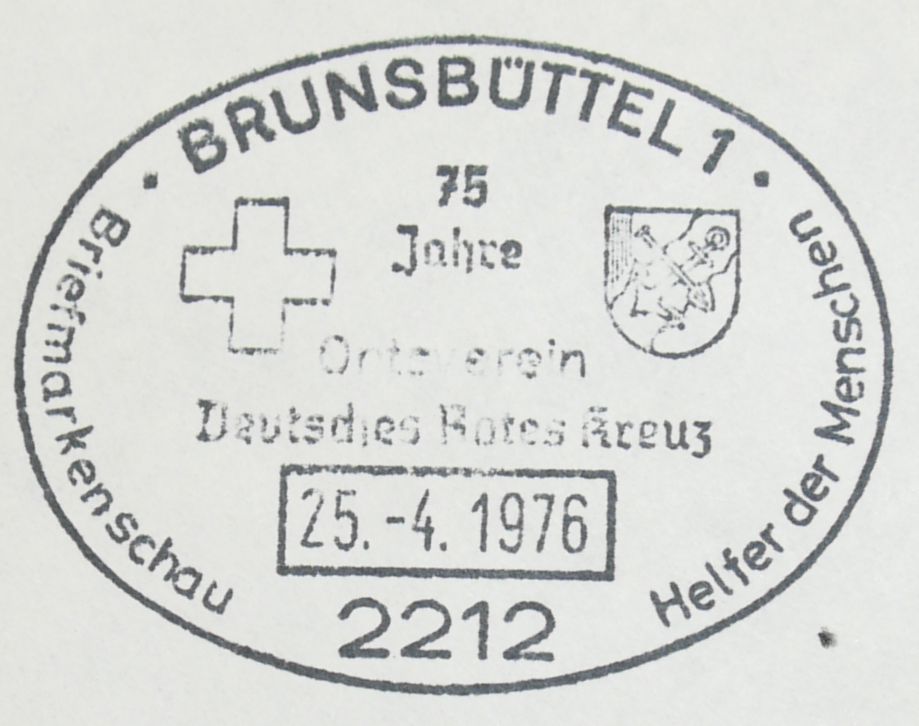 BRUNSBÜTTEL 1
75
Jahre
Ortsverein
Deutsches Rotes Kreuz
25.-4. 1976
2212
Briefmarkenschau
Helfer der Menschen